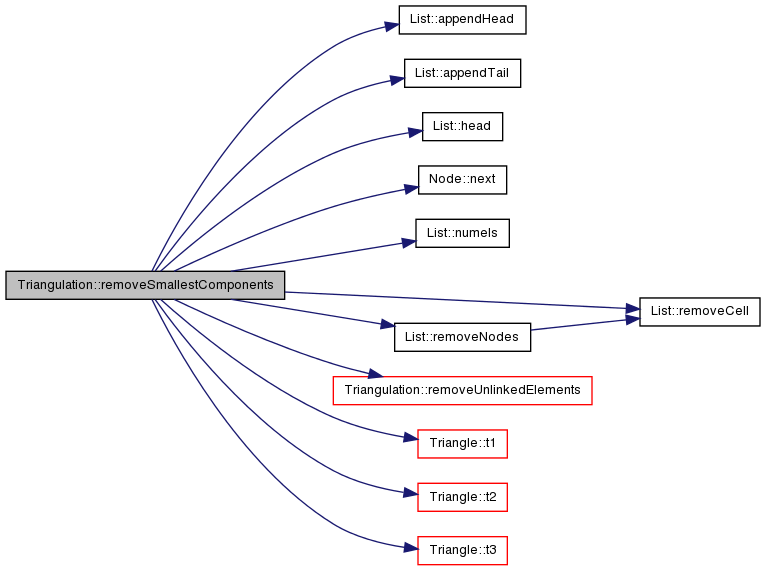 List::appendHead
List::appendTail
List::head
Node::next
List::numels
Triangulation::removeSmallestComponents
List::removeCell
List::removeNodes
Triangulation::removeUnlinkedElements
Triangle::t1
Triangle::t2
Triangle::t3